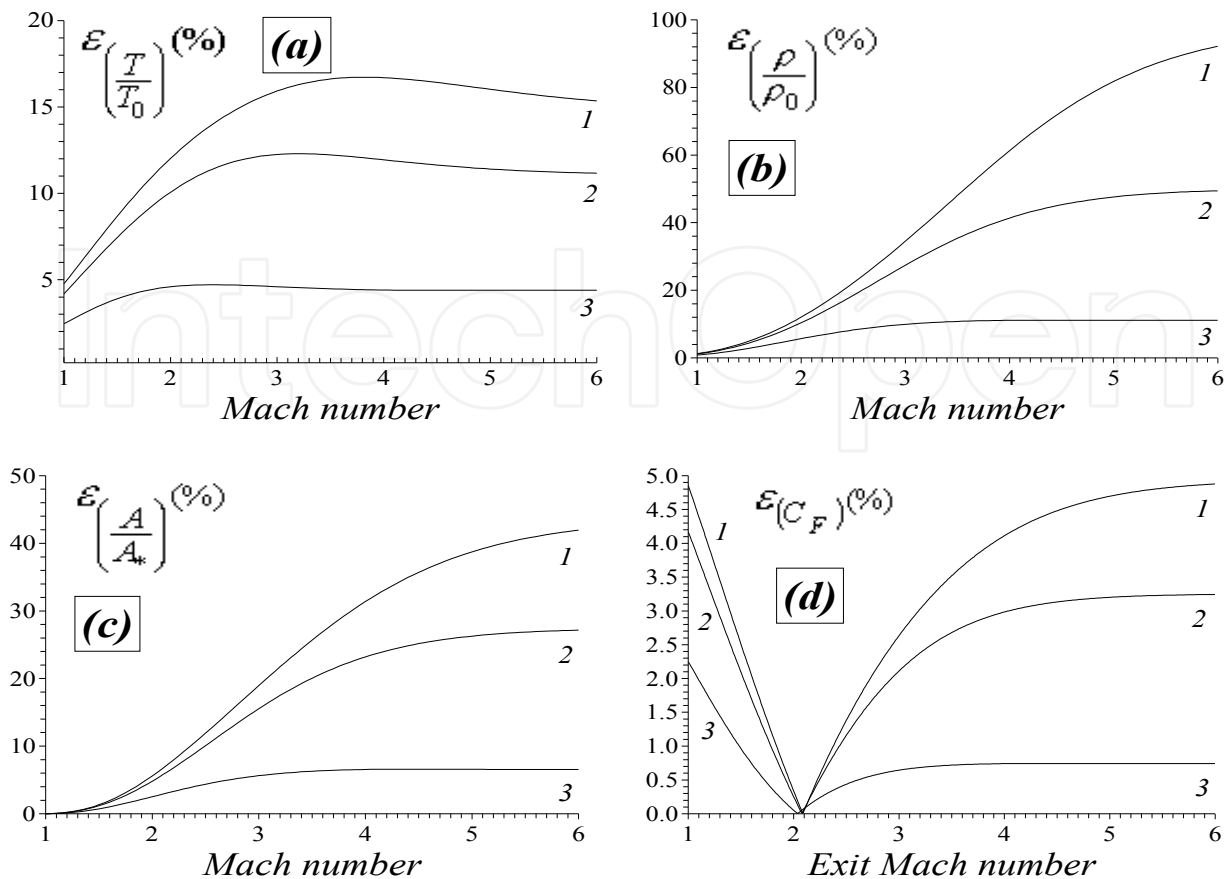 20
15
10
5
ε(T/T₀)(%)
(a)
1
2
3
1 2 3 4 5 6
Mach number
100
80
60
40
20
0
ε(ρ/ρ₀)(%)
(b)
1
2
3
1 2 3 4 5 6
Mach number
IntechOpen
50
40
30
20
10
0
ε(A/A*)(%)
(c)
1
2
3
1 2 3 4 5 6
Mach number
5.0
4.5
4.0
3.5
3.0
2.5
2.0
1.5
1.0
0.5
0.0
ε(C_F)(%)
(d)
1
2
3
1
2
3
1 2 3 4 5 6
Exit Mach number